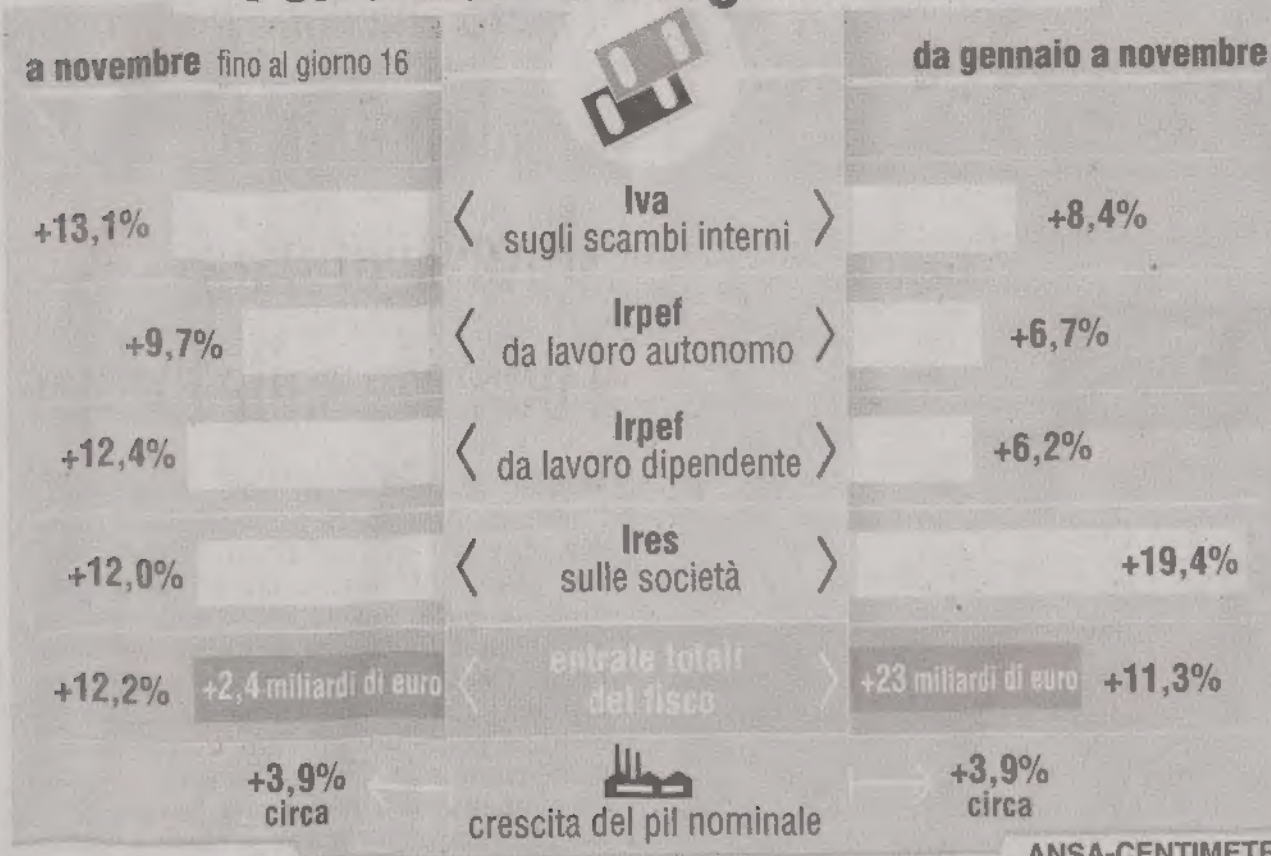 a novembre fino al giorno 16
da gennaio a novembre
+13,1%
Iva
sugli scambi interni
+8,4%
+9,7%
Irpef
da lavoro autonomo
+6,7%
+12,4%
Irpef
da lavoro dipendente
+6,2%
+12,0%
Ires
sulle società
+19,4%
+12,2%
+2,4 miliardi di euro
entrate totali
del fisco
+23 miliardi di euro
+11,3%
+3,9%
circa
crescita del pil nominale
+3,9%
circa